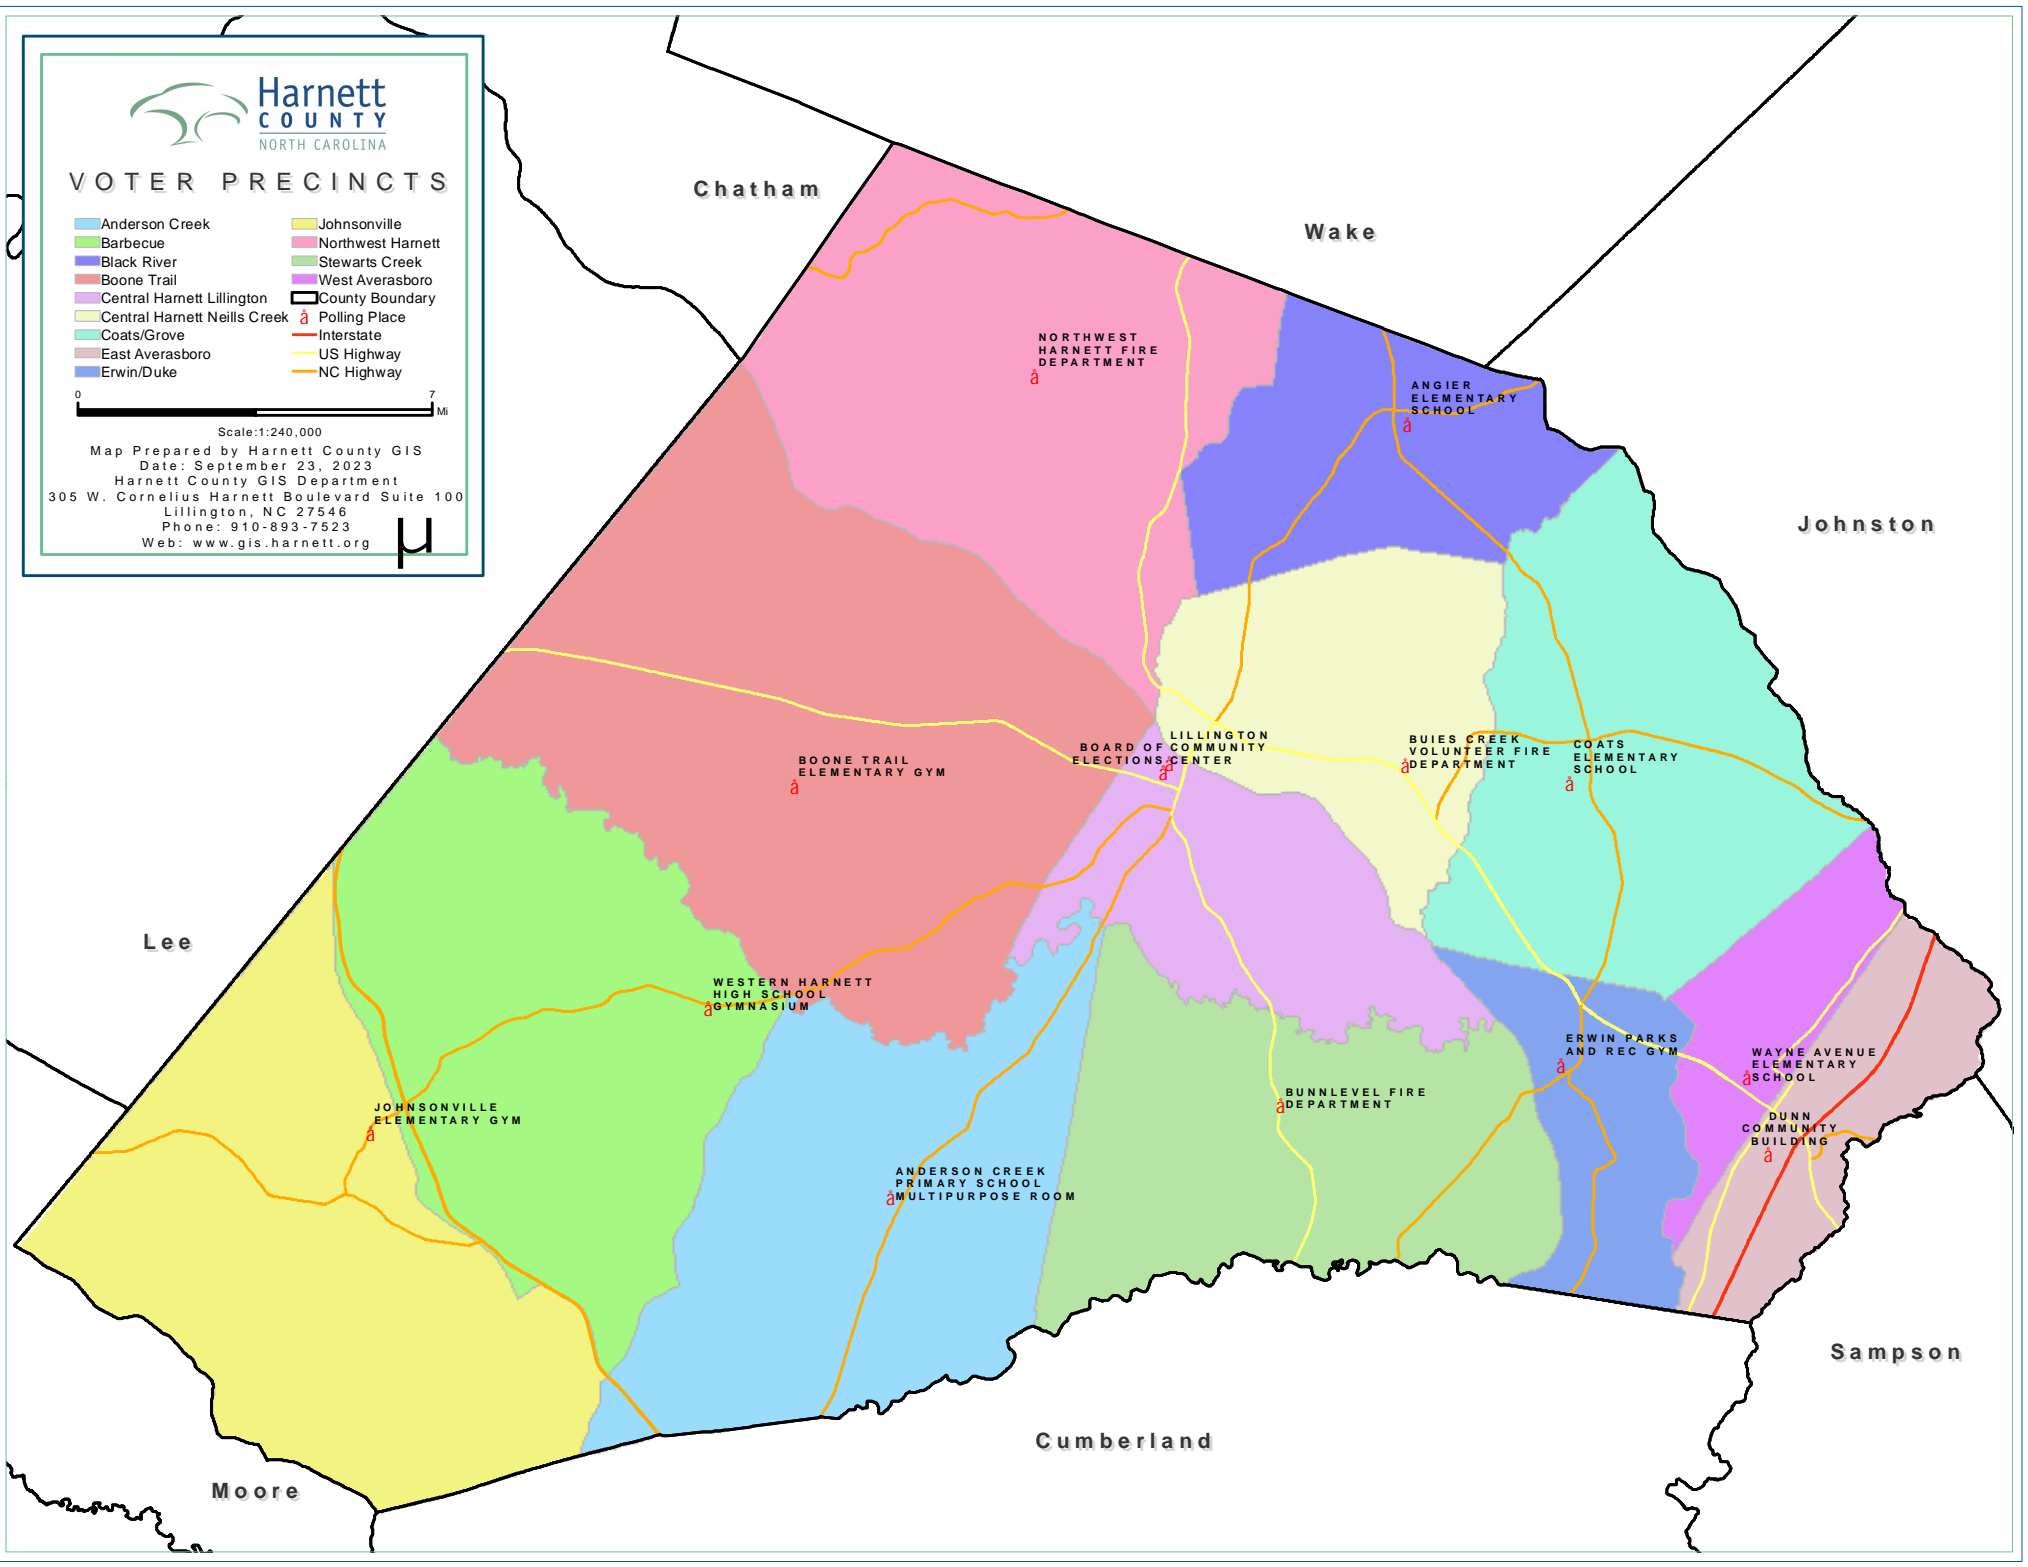 Harnett
COUNTY
NORTH CAROLINA
VOTER PRECINCTS
Anderson Creek
Barbecue
Black River
Boone Trail
Central Harnett Lillington
Central Harnett Neills Creek
Coats/Grove
East Averasboro
Erwin/Duke
Johnsonville
Northwest Harnett
Stewarts Creek
West Averasboro
County Boundary
å Polling Place
Interstate
US Highway
NC Highway
0 7
Mi
Scale:1:240,000
Map Prepared by Harnett County GIS
Date: September 23, 2023
Harnett County GIS Department
305 W. Cornelius Harnett Boulevard Suite 100
Lillington, NC 27546
Phone: 910-893-7523
Web: www.gis.harnett.org
µ
Chatham
Wake
Johnston
Lee
Moore
Cumberland
Sampson
NORTHWEST
HARNETT FIRE
DEPARTMENT
å
ANGIER
ELEMENTARY
SCHOOL
å
BOONE TRAIL
ELEMENTARY GYM
å
BOARD OF
ELECTIONS
å
LILLINGTON
COMMUNITY
CENTER
å
BUIES CREEK
VOLUNTEER FIRE
DEPARTMENT
å
COATS
ELEMENTARY
SCHOOL
å
WESTERN HARNETT
HIGH SCHOOL
GYMNASIUM
å
JOHNSONVILLE
ELEMENTARY GYM
å
ANDERSON CREEK
PRIMARY SCHOOL
MULTIPURPOSE ROOM
å
BUNNLEVEL FIRE
DEPARTMENT
å
ERWIN PARKS
AND REC GYM
å
WAYNE AVENUE
ELEMENTARY
SCHOOL
å
DUNN
COMMUNITY
BUILDING
å